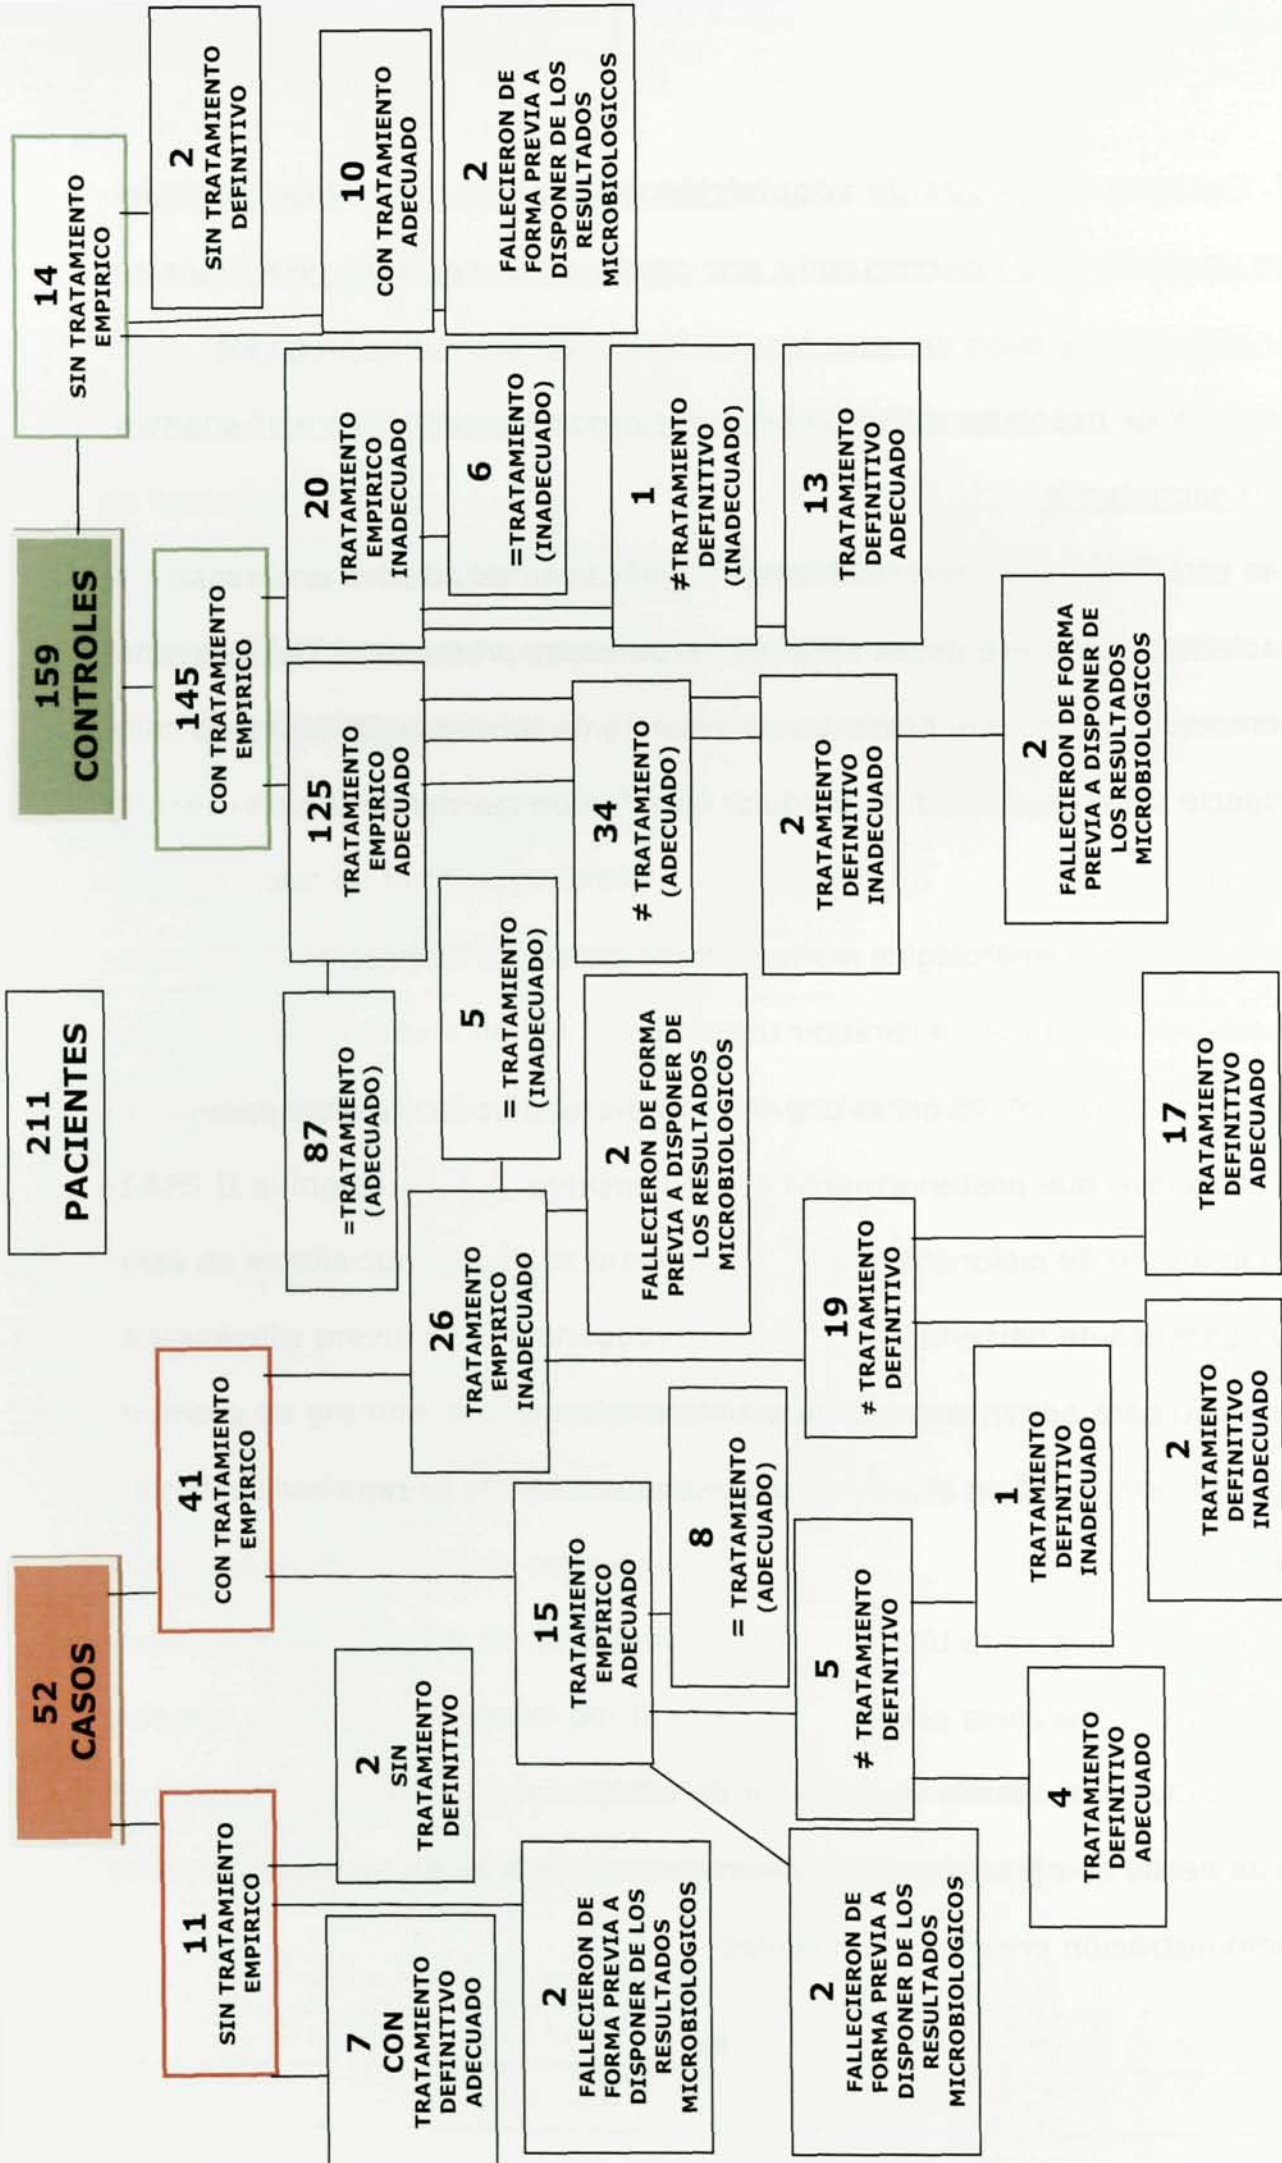 211
PACIENTES
52
CASOS
159
CONTROLES
11
SIN TRATAMIENTO
EMPIRICO
41
CON TRATAMIENTO
EMPIRICO
145
CON TRATAMIENTO
EMPIRICO
14
SIN TRATAMIENTO
EMPIRICO
7
CON
TRATAMIENTO
DEFINITIVO
ADECUADO
2
SIN
TRATAMIENTO
DEFINITIVO
2
FALLECIERON DE
FORMA PREVIA A
DISPONER DE LOS
RESULTADOS
MICROBIOLOGICOS
15
TRATAMIENTO
EMPIRICO
ADECUADO
26
TRATAMIENTO
EMPIRICO
INADECUADO
8
= TRATAMIENTO
(ADECUADO)
5
≠ TRATAMIENTO
DEFINITIVO
2
FALLECIERON DE
FORMA PREVIA A
DISPONER DE LOS
RESULTADOS
MICROBIOLOGICOS
4
TRATAMIENTO
DEFINITIVO
ADECUADO
1
TRATAMIENTO
DEFINITIVO
INADECUADO
5
= TRATAMIENTO
(INADECUADO)
2
FALLECIERON DE FORMA
PREVIA A DISPONER DE
LOS RESULTADOS
MICROBIOLOGICOS
19
≠ TRATAMIENTO
DEFINITIVO
2
TRATAMIENTO
DEFINITIVO
INADECUADO
17
TRATAMIENTO
DEFINITIVO
ADECUADO
87
=TRATAMIENTO
(ADECUADO)
125
TRATAMIENTO
EMPIRICO
ADECUADO
20
TRATAMIENTO
EMPIRICO
INADECUADO
34
≠ TRATAMIENTO
(ADECUADO)
2
TRATAMIENTO
DEFINITIVO
INADECUADO
2
FALLECIERON DE FORMA
PREVIA A DISPONER DE
LOS RESULTADOS
MICROBIOLOGICOS
6
=TRATAMIENTO
(INADECUADO)
1
≠TRATAMIENTO
DEFINITIVO
INADECUADO)
13
TRATAMIENTO
DEFINITIVO
ADECUADO
2
SIN TRATAMIENTO
DEFINITIVO
10
CON TRATAMIENTO
ADECUADO
2
FALLECIERON DE
FORMA PREVIA A
DISPONER DE LOS
RESULTADOS
MICROBIOLOGICOS